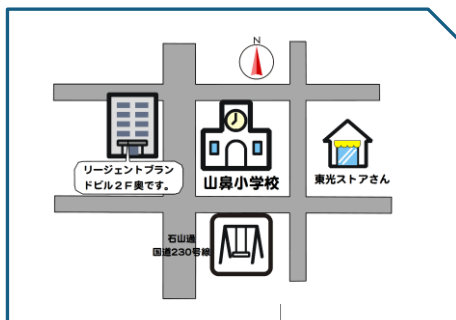 N
リージェントブラン
ドビル２Ｆ奥です。
山鼻小学校
東光ストアさん
石山通
国道230号線